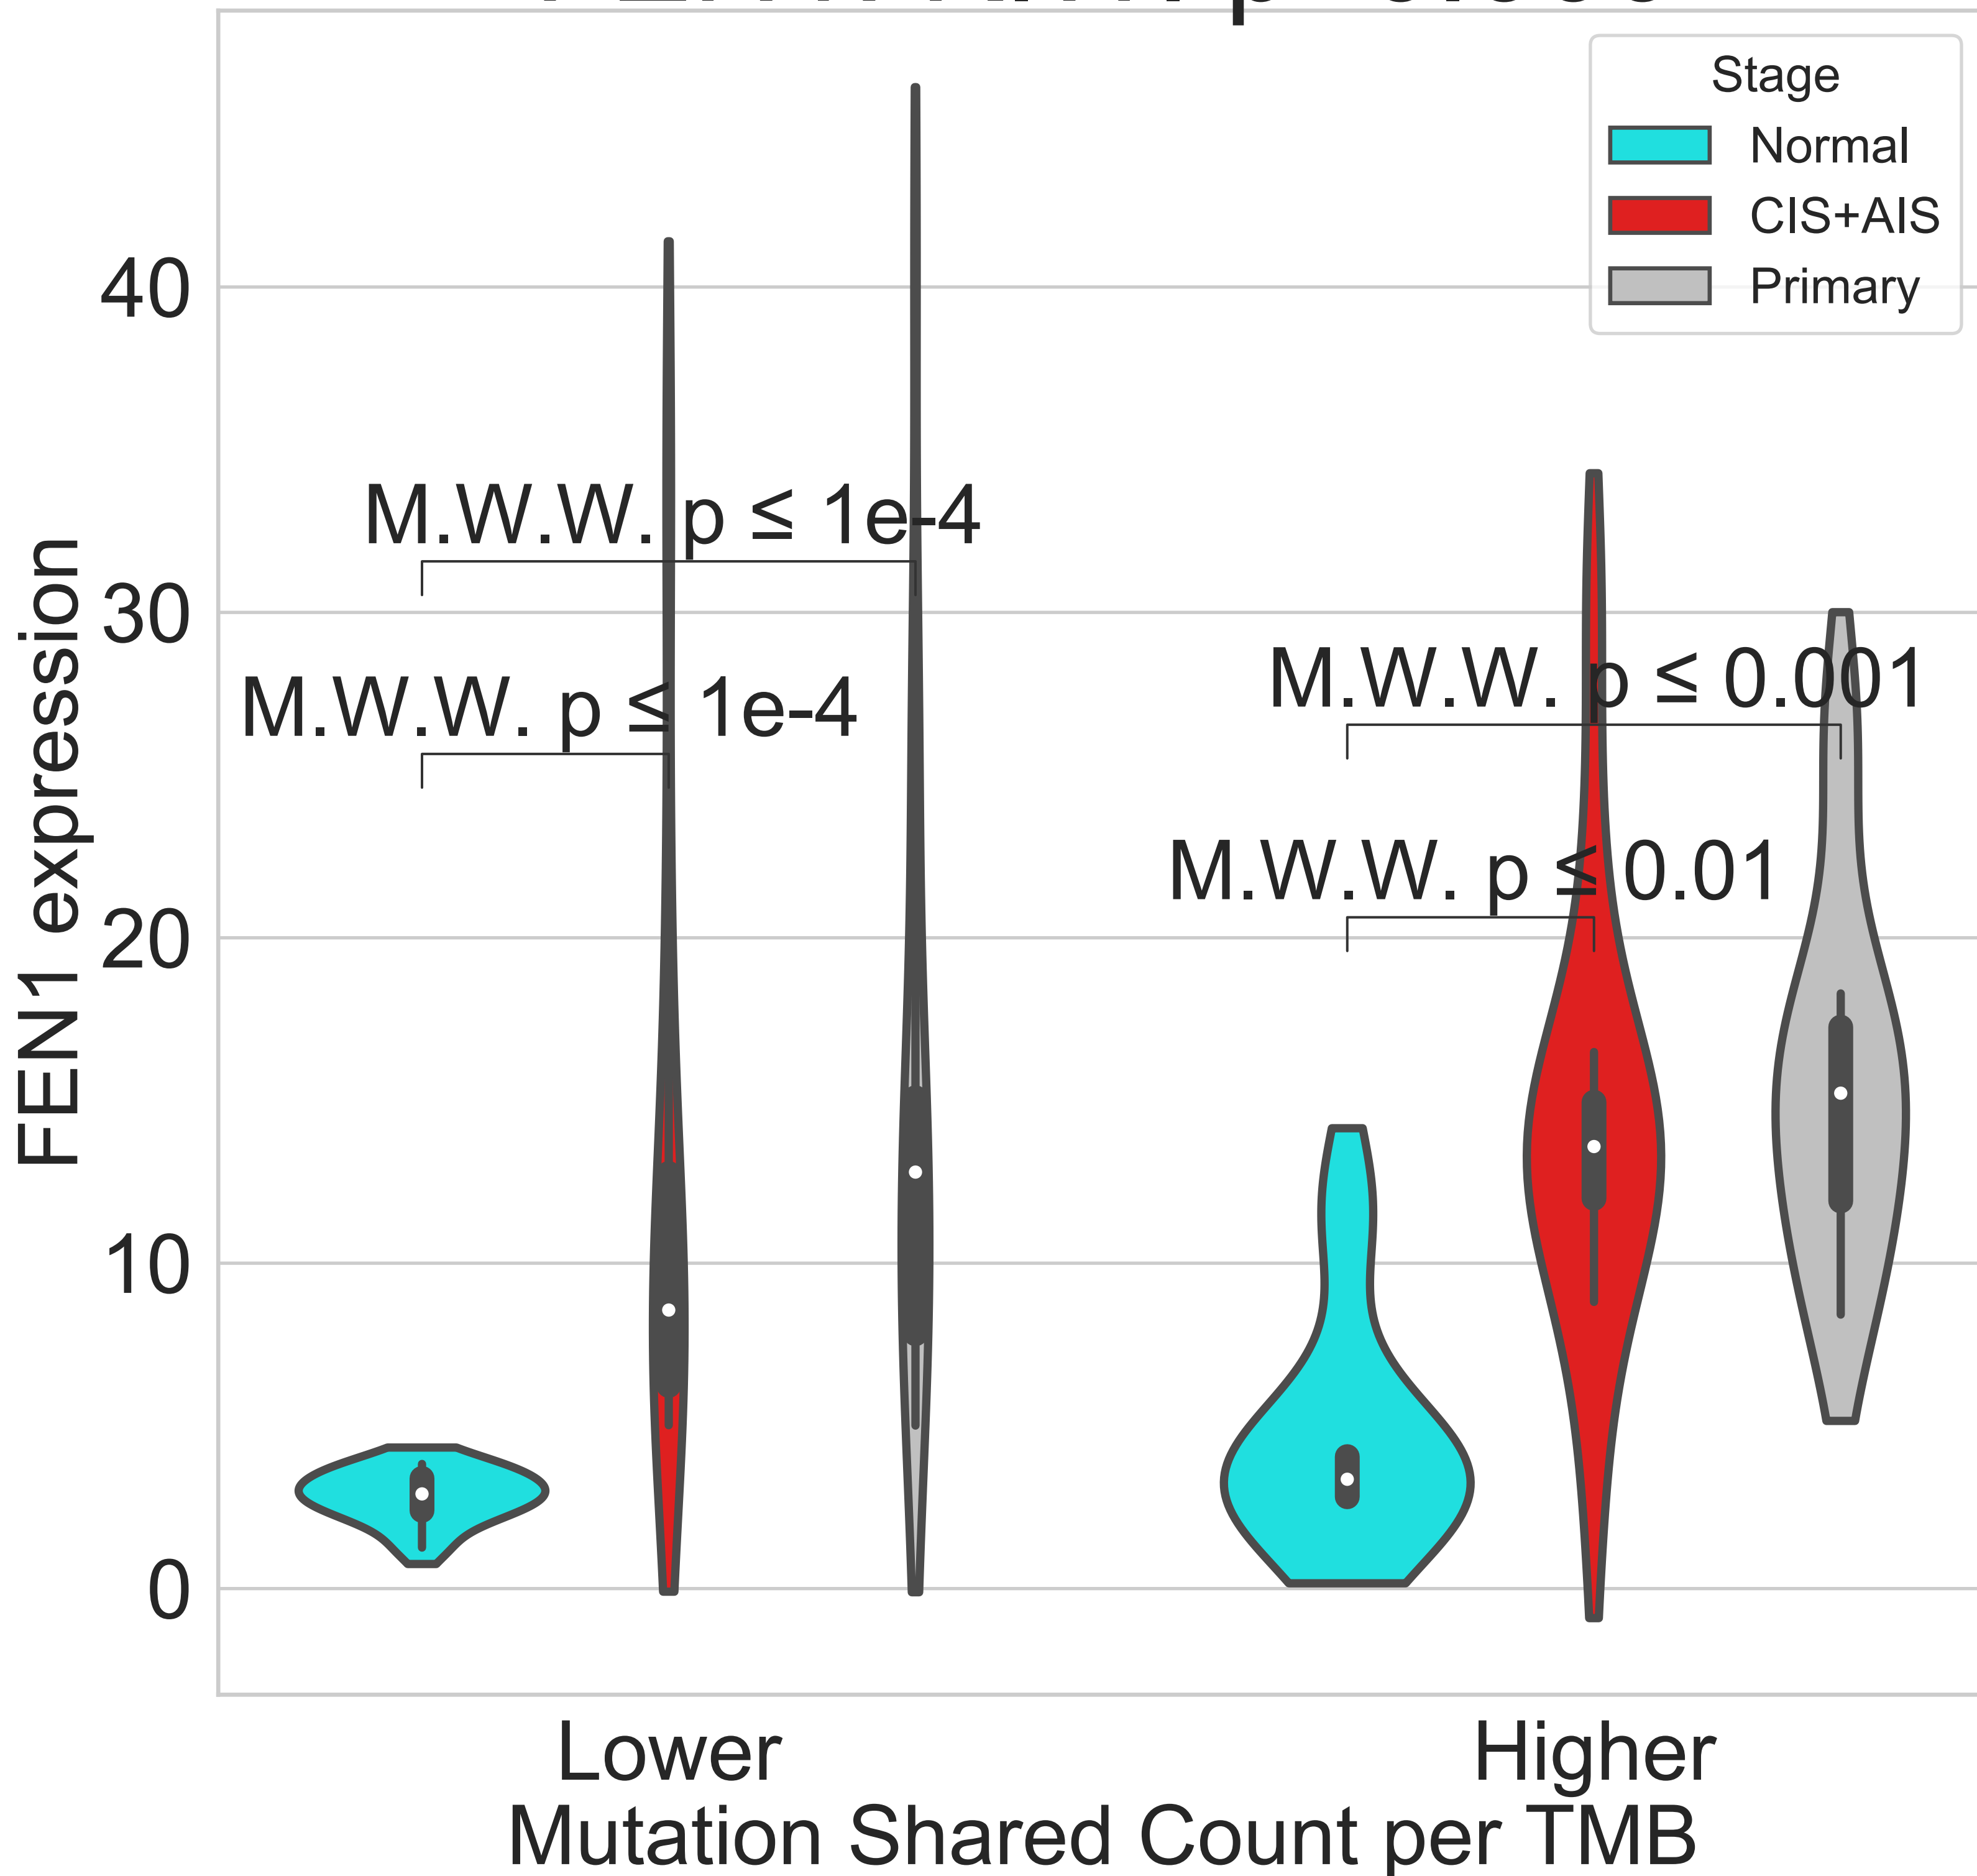 Stage
Normal
CIS+AIS
Primary
40
30
20
10
0
FEN1 expression
M.W.W. p ≤ 1e-4
M.W.W. p ≤ 1e-4
M.W.W. p ≤ 0.001
M.W.W. p ≤ 0.01
Lower
Higher
Mutation Shared Count per TMB